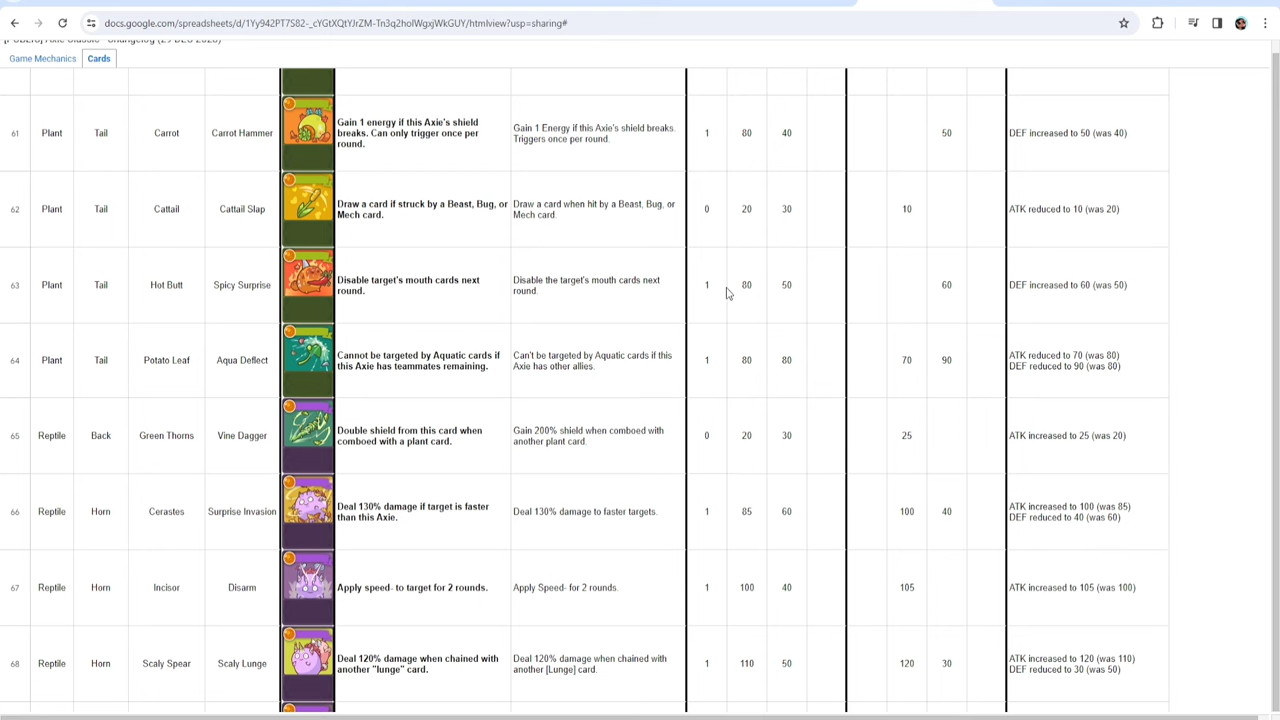 docs.google.com/spreadsheets/d/1Yy942PT7S82-_cYGtXQtYJrZM-Tn3q2holWgxjWkGUY/htmlview?usp=sharing#
Game Mechanics Cards
61 Plant Tail Carrot Carrot Hammer Gain 1 energy if this Axie's shield breaks. Can only trigger once per round. Gain 1 Energy if this Axie's shield breaks. Triggers once per round. 1 80 40 50 DEF increased to 50 (was 40)
62 Plant Tail Cattail Cattail Slap Draw a card if struck by a Beast, Bug, or Mech card. Draw a card when hit by a Beast, Bug, or Mech card. 0 20 30 10 ATK reduced to 10 (was 20)
63 Plant Tail Hot Butt Spicy Surprise Disable target's mouth cards next round. Disable the target's mouth cards next round. 1 80 50 60 DEF increased to 60 (was 50)
64 Plant Tail Potato Leaf Aqua Deflect Cannot be targeted by Aquatic cards if this Axie has teammates remaining. Can't be targeted by Aquatic cards if this Axie has other allies. 1 80 80 70 90 ATK reduced to 70 (was 80) DEF reduced to 90 (was 80)
65 Reptile Back Green Thorns Vine Dagger Double shield from this card when comboed with a plant card. Gain 200% shield when comboed with another plant card. 0 20 30 25 ATK increased to 25 (was 20)
66 Reptile Horn Cerastes Surprise Invasion Deal 130% damage if target is faster than this Axie. Deal 130% damage to faster targets. 1 85 60 100 40 ATK increased to 100 (was 85) DEF reduced to 40 (was 60)
67 Reptile Horn Incisor Disarm Apply speed- to target for 2 rounds. Apply Speed- for 2 rounds. 1 100 40 105 ATK increased to 105 (was 100)
68 Reptile Horn Scaly Spear Scaly Lunge Deal 120% damage when chained with another "lunge" card. Deal 120% damage when chained with another [Lunge] card. 1 110 50 120 30 ATK increased to 120 (was 110) DEF reduced to 30 (was 50)